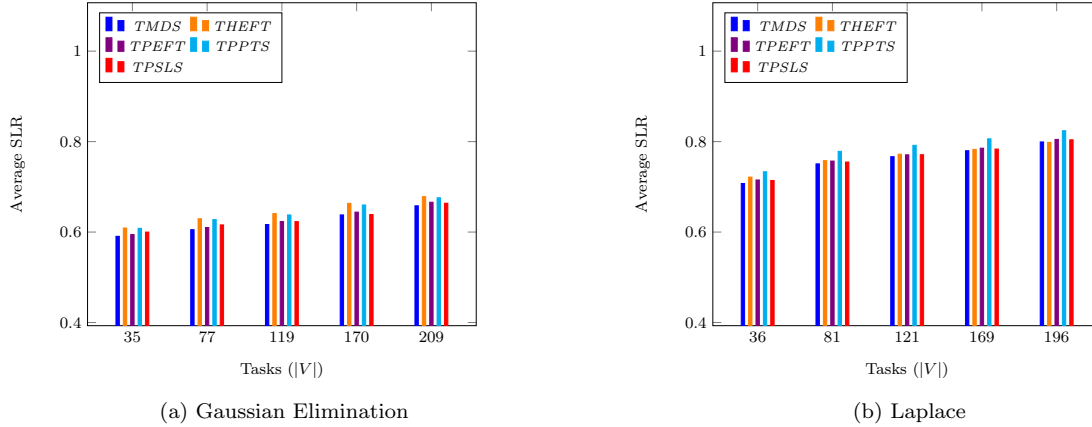 1
0.8
0.6
0.4
Average SLR
TMDS THEFT
TPEFT TPPTS
TPSLS
35 77 119 170 209
Tasks (|V|)
(a) Gaussian Elimination
1
0.8
0.6
0.4
Average SLR
TMDS THEFT
TPEFT TPPTS
TPSLS
36 81 121 169 196
Tasks (|V|)
(b) Laplace